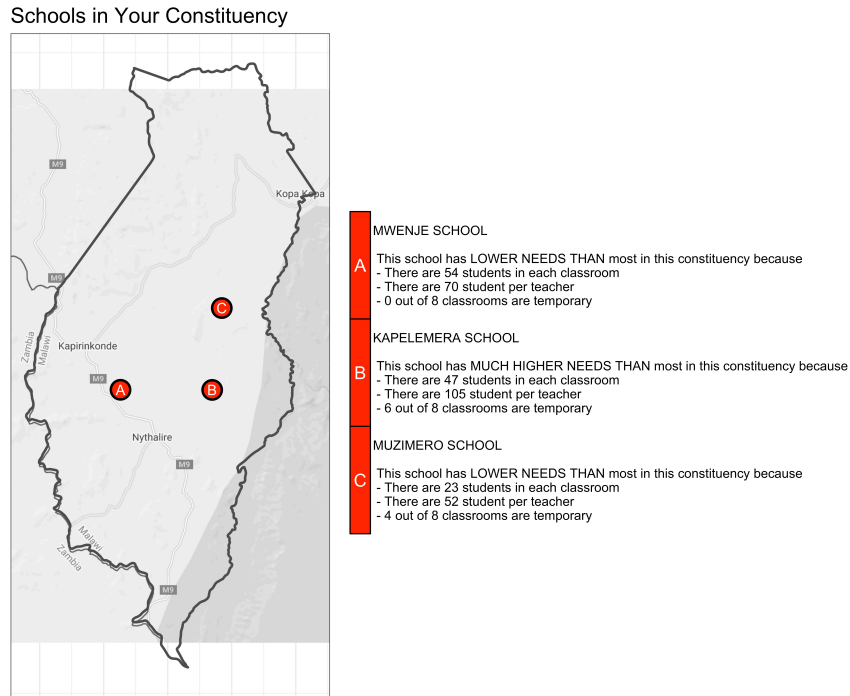 Schools in Your Constituency
M9
Kopa Kopa
M9
C
Zambia
Malawi
Kapirinkonde
M9
A
B
Nythalire
M9
Malawi
Zambia
M9
A
MWENJE SCHOOL
This school has LOWER NEEDS THAN most in this constituency because
- There are 54 students in each classroom
- There are 70 student per teacher
- 0 out of 8 classrooms are temporary
B
KAPELEMERA SCHOOL
This school has MUCH HIGHER NEEDS THAN most in this constituency because
- There are 47 students in each classroom
- There are 105 student per teacher
- 6 out of 8 classrooms are temporary
C
MUZIMERO SCHOOL
This school has LOWER NEEDS THAN most in this constituency because
- There are 23 students in each classroom
- There are 52 student per teacher
- 4 out of 8 classrooms are temporary